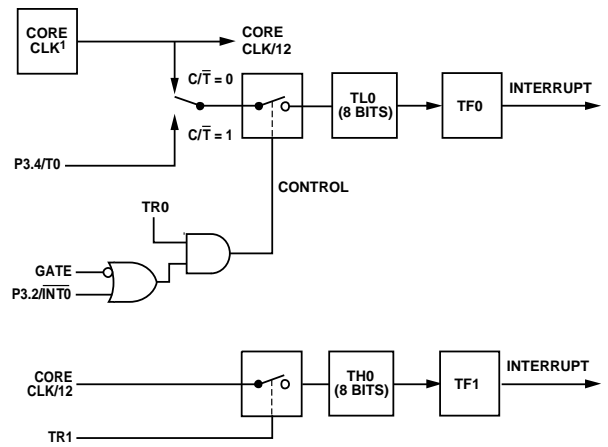 CORE
CLK¹
CORE
CLK/12
C/T̅ = 0
C/T̅ = 1
P3.4/T0
TL0
(8 BITS)
TF0
INTERRUPT
CONTROL
TR0
GATE
P3.2/I̅N̅T̅0̅
CORE
CLK/12
TH0
(8 BITS)
TF1
INTERRUPT
TR1